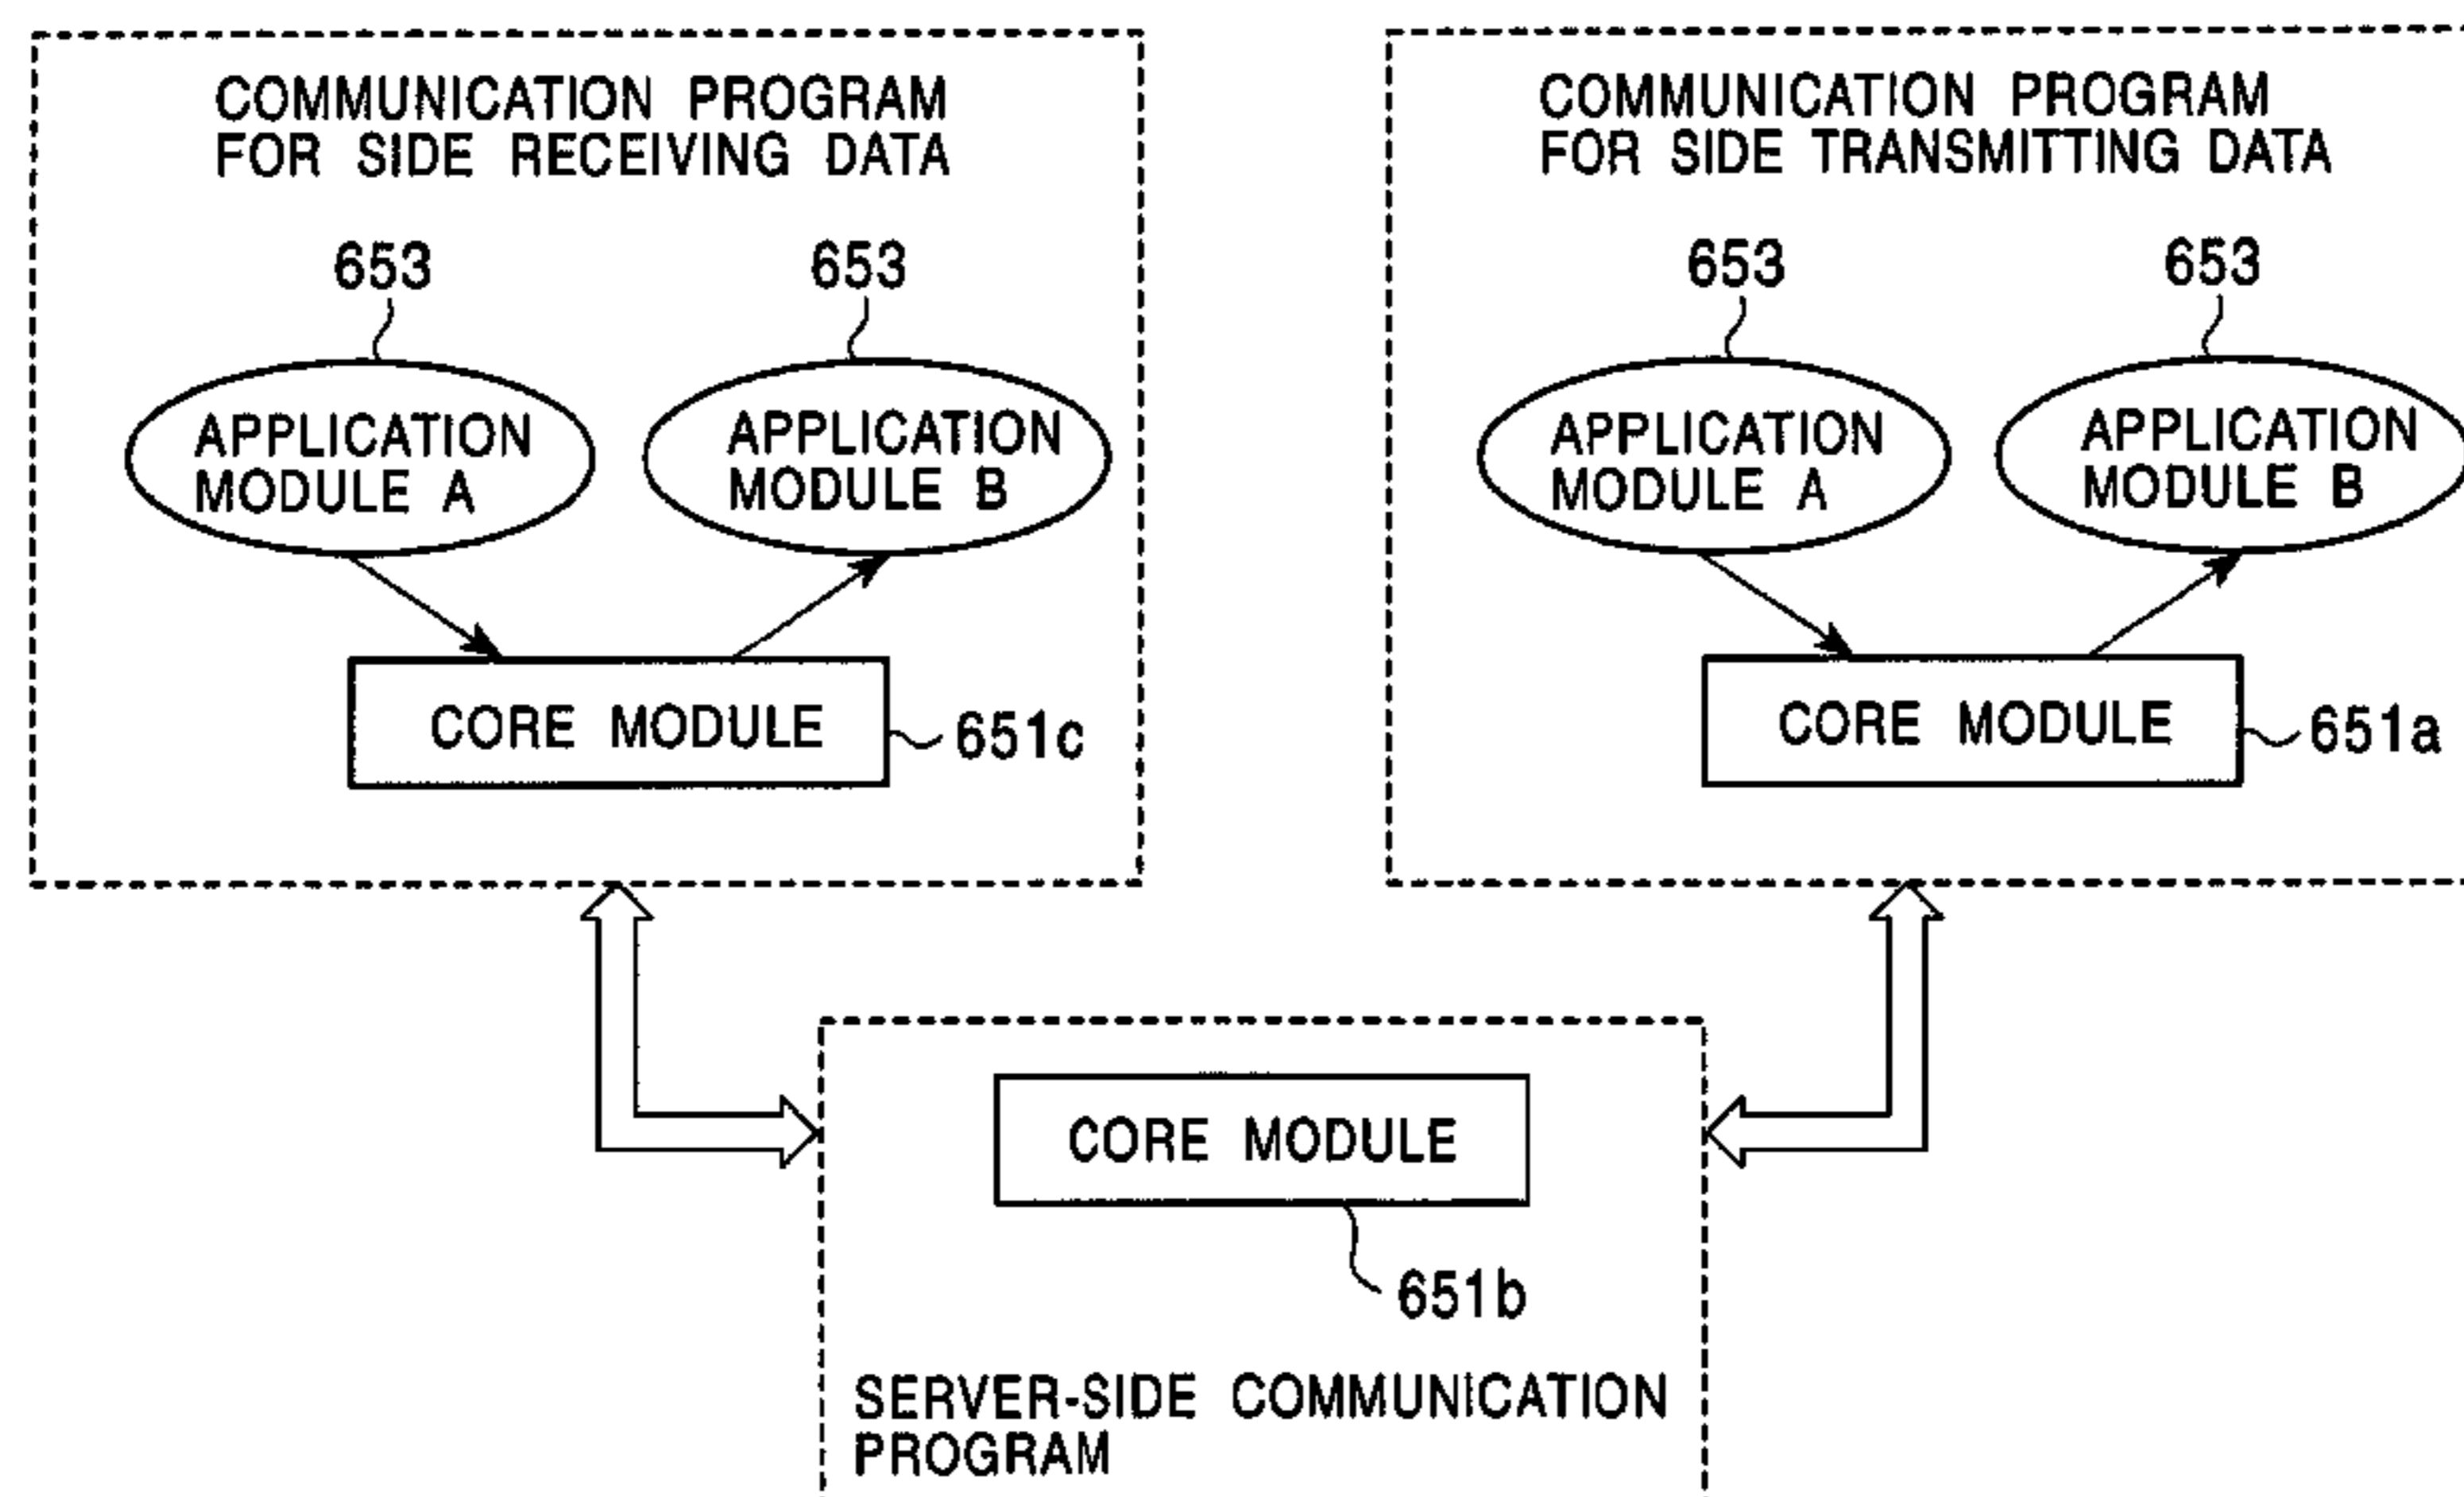 COMMUNICATION PROGRAM
FOR SIDE RECEIVING DATA
653
653
APPLICATION
MODULE A
APPLICATION
MODULE B
CORE MODULE
651c
COMMUNICATION PROGRAM
FOR SIDE TRANSMITTING DATA
653
653
APPLICATION
MODULE A
APPLICATION
MODULE B
CORE MODULE
651a
CORE MODULE
651b
SERVER-SIDE COMMUNICATION
PROGRAM